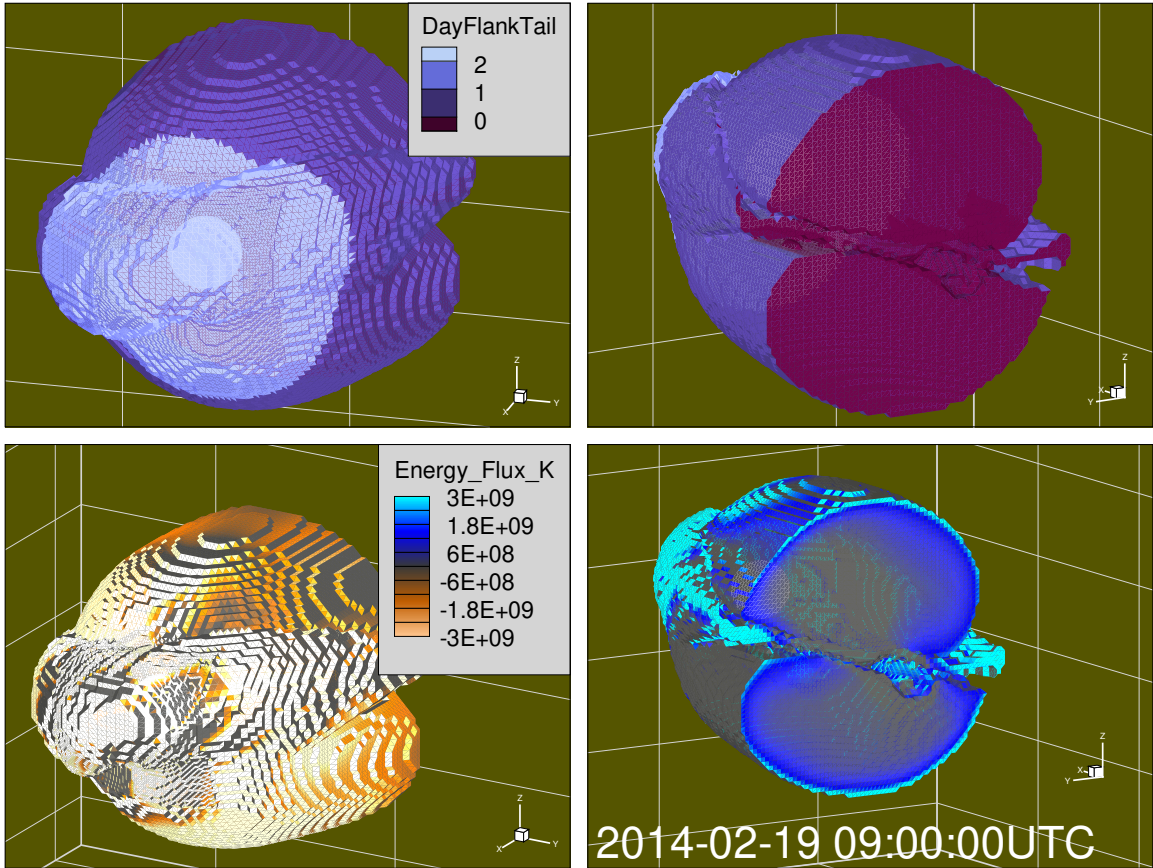 DayFlankTail
2
1
0
Z
X
Y
Z
X
Y
Energy_Flux_K
3E+09
1.8E+09
6E+08
-6E+08
-1.8E+09
-3E+09
Z
X
Y
Z
X
Y
2014-02-19 09:00:00UTC